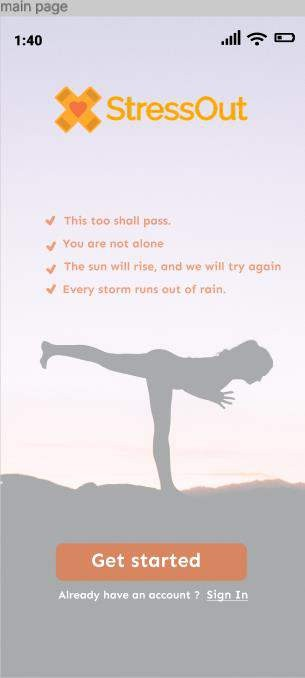 main page
1:40
StressOut
This too shall pass.
You are not alone
The sun will rise, and we will try again
Every storm runs out of rain.
Get started
Already have an account ? Sign In